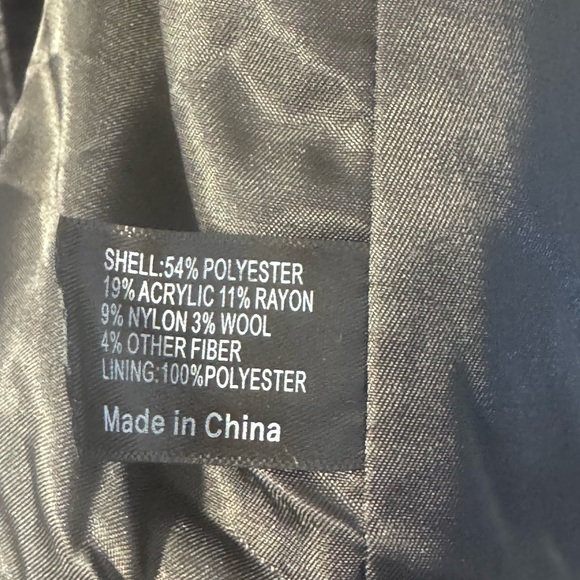 SHELL:54% POLYESTER
19% ACRYLIC 11% RAYON
9% NYLON 3% WOOL
4% OTHER FIBER
LINING:100%POLYESTER
Made in China